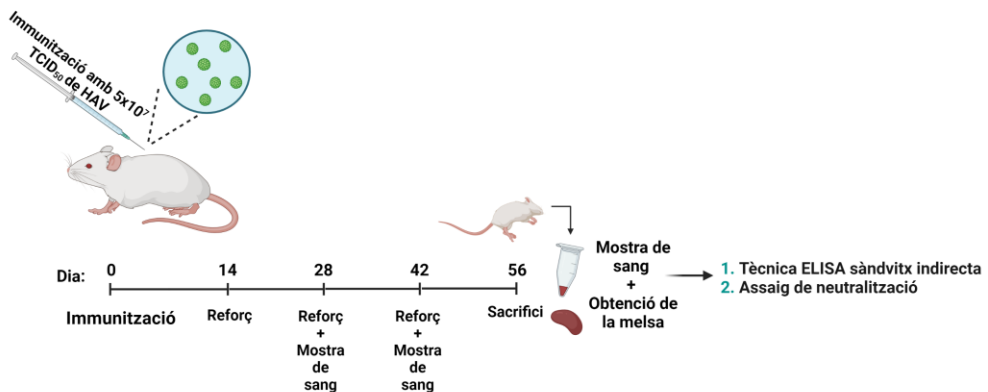 Immunització amb 5x10⁷
TCID₅₀ de HAV
Dia:
0
14
28
42
56
Immunització
Reforç
Reforç
+
Mostra
de
sang
Reforç
+
Mostra
de
sang
Sacrifici
Mostra de
sang
+
Obtenció de
la melsa
1. Tècnica ELISA sàndvitx indirecta
2. Assaig de neutralització